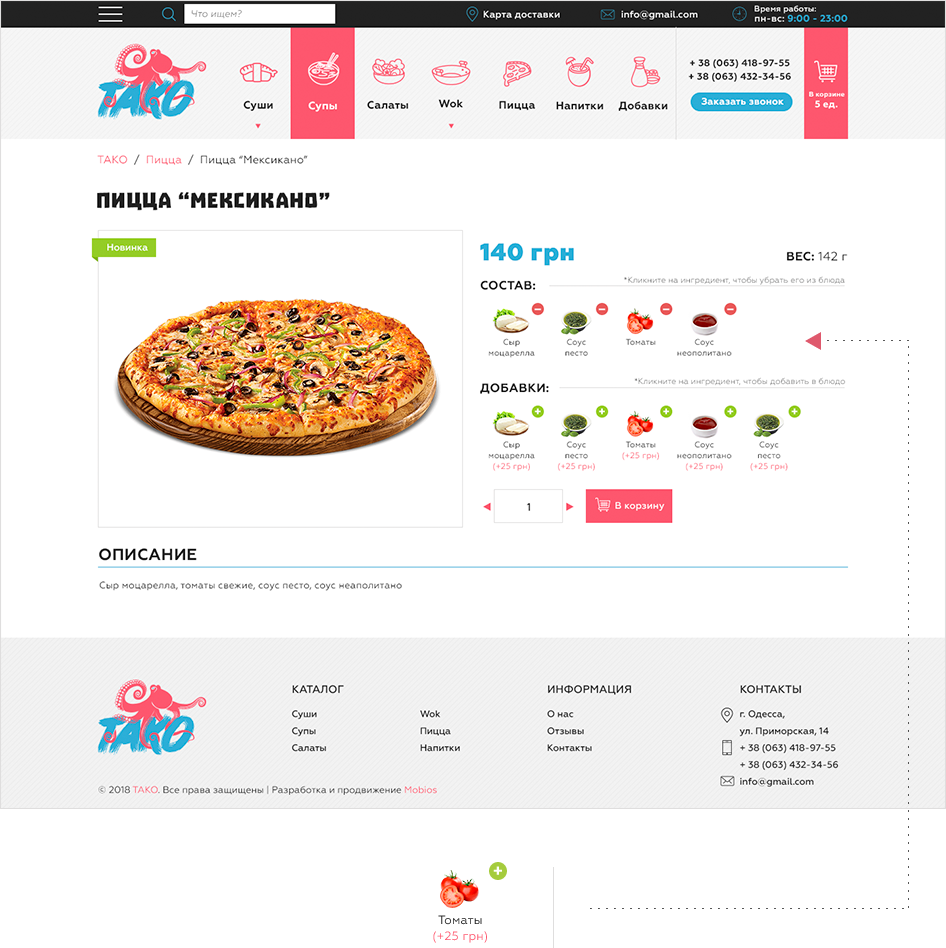 Что ищем?
Карта доставки
info@gmail.com
Время работы:
пн-вс: 9:00 - 23:00
TAKO
Суши
Супы
Салаты
Wok
Пицца
Напитки
Добавки
+ 38 (063) 418-97-55
+ 38 (063) 432-34-56
Заказать звонок
В корзине
5 ед.
TAKO / Пицца / Пицца “Мексикано”
ПИЦЦА “МЕКСИКАНО”
Новинка
140 грн
ВЕС: 142 г
*Кликните на ингредиент, чтобы убрать его из блюда
СОСТАВ:
Сыр
моцарелла
Соус
песто
Томаты
Соус
неополитано
*Кликните на ингредиент, чтобы добавить в блюдо
ДОБАВКИ:
Сыр
моцарелла
(+25 грн)
Соус
песто
(+25 грн)
Томаты
(+25 грн)
Соус
неополитано
(+25 грн)
Соус
песто
(+25 грн)
1
В корзину
ОПИСАНИЕ
Сыр моцарелла, томаты свежие, соус песто, соус неаполитано
TAKO
КАТАЛОГ
Суши
Супы
Салаты
Wok
Пицца
Напитки
ИНФОРМАЦИЯ
О нас
Отзывы
Контакты
КОНТАКТЫ
г. Одесса,
ул. Приморская, 14
+ 38 (063) 418-97-55
+ 38 (063) 432-34-56
info@gmail.com
© 2018 TAKO. Все права защищены | Разработка и продвижение Mobios
Томаты
(+25 грн)